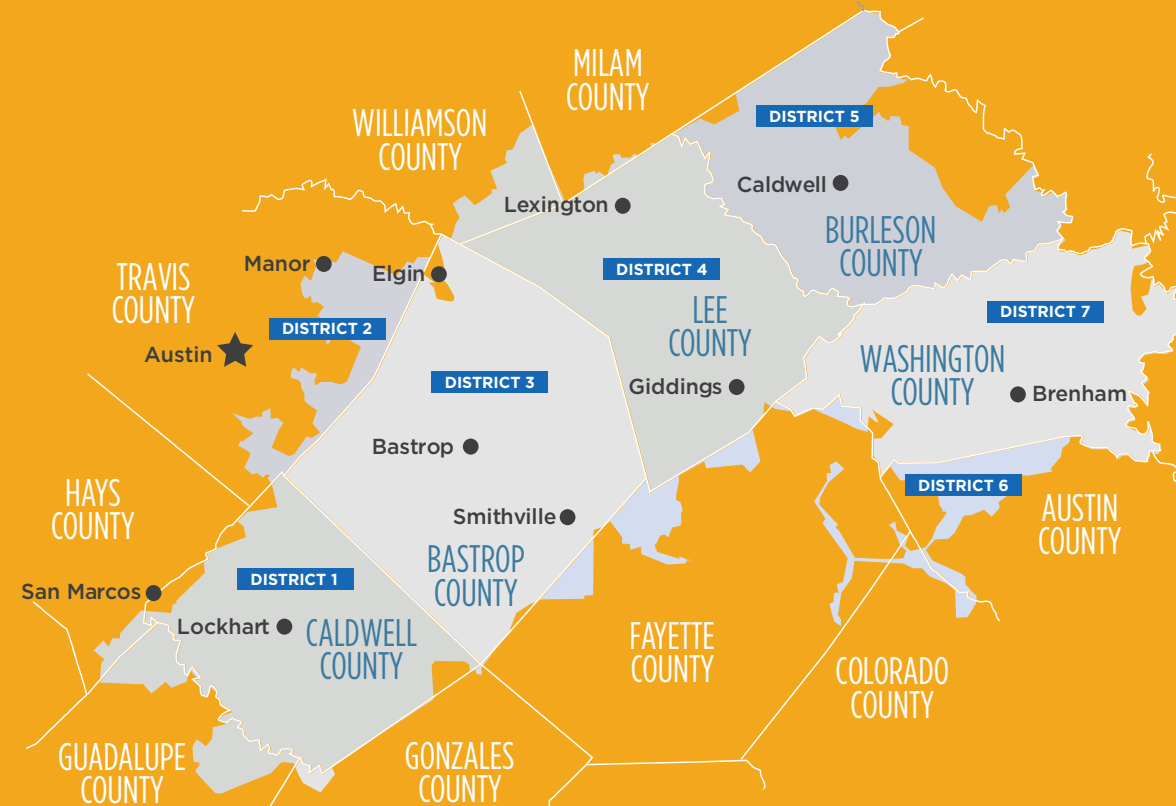 MILAM
COUNTY
WILLIAMSON
COUNTY
DISTRICT 5
Caldwell
Lexington
BURLESON
COUNTY
Manor
Elgin
TRAVIS
COUNTY
DISTRICT 4
DISTRICT 2
LEE
COUNTY
DISTRICT 7
Austin
WASHINGTON
COUNTY
DISTRICT 3
Giddings
Brenham
Bastrop
HAYS
COUNTY
DISTRICT 6
AUSTIN
COUNTY
Smithville
BASTROP
COUNTY
DISTRICT 1
San Marcos
Lockhart
CALDWELL
COUNTY
FAYETTE
COUNTY
COLORADO
COUNTY
GUADALUPE
COUNTY
GONZALES
COUNTY